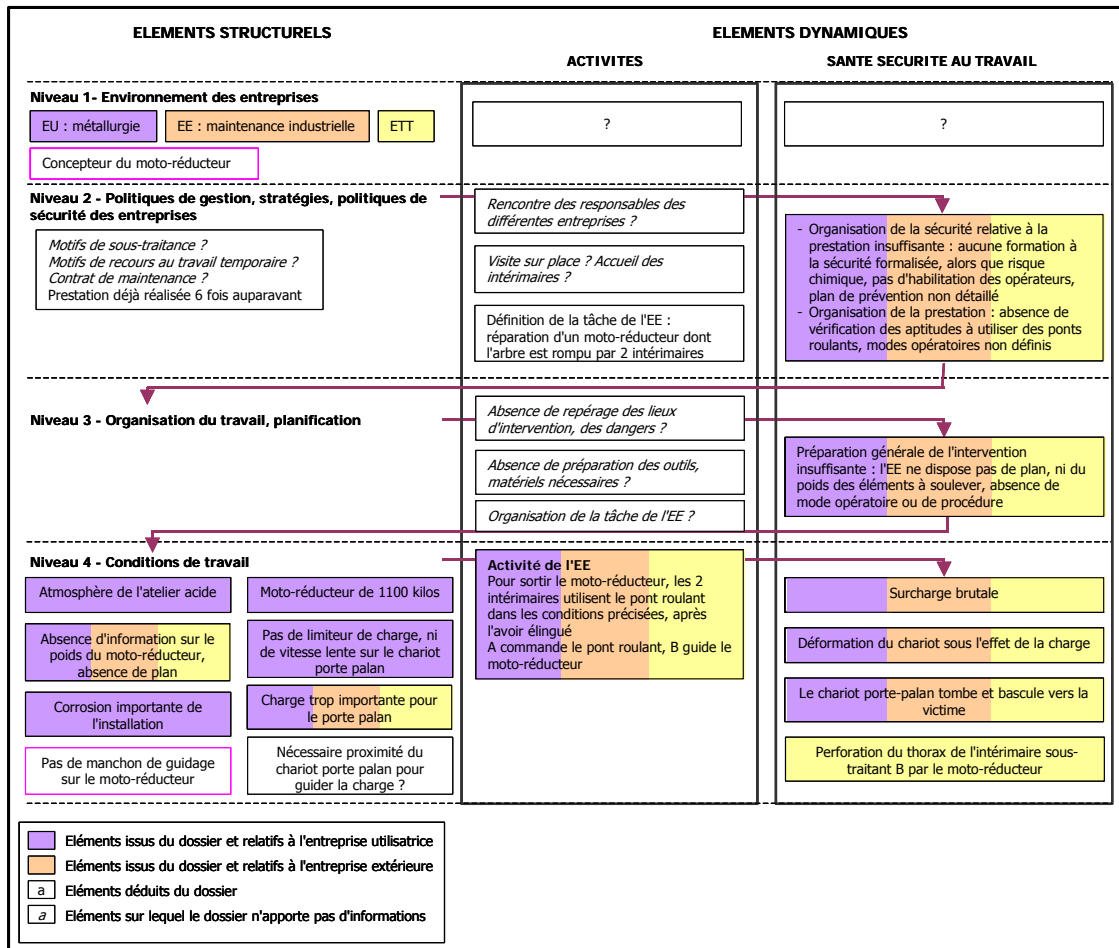 ELEMENTS STRUCTURELS
ELEMENTS DYNAMIQUES
ACTIVITES
SANTE SECURITE AU TRAVAIL
Niveau 1- Environnement des entreprises
EU : métallurgie
EE : maintenance industrielle
ETT
Concepteur du moto-réducteur
?
?
Niveau 2 - Politiques de gestion, stratégies, politiques de
sécurité des entreprises
Motifs de sous-traitance ?
Motifs de recours au travail temporaire ?
Contrat de maintenance ?
Prestation déjà réalisée 6 fois auparavant
Rencontre des responsables des
différentes entreprises ?
Visite sur place ? Accueil des
intérimaires ?
Définition de la tâche de l'EE :
réparation d'un moto-réducteur dont
l'arbre est rompu par 2 intérimaires
- Organisation de la sécurité relative à la
prestation insuffisante : aucune formation à
la sécurité formalisée, alors que risque
chimique, pas d'habilitation des opérateurs,
plan de prévention non détaillé
- Organisation de la prestation : absence de
vérification des aptitudes à utiliser des ponts
roulants, modes opératoires non définis
Niveau 3 - Organisation du travail, planification
Absence de repérage des lieux
d'intervention, des dangers ?
Absence de préparation des outils,
matériels nécessaires ?
Organisation de la tâche de l'EE ?
Préparation générale de l'intervention
insuffisante : l'EE ne dispose pas de plan, ni du
poids des éléments à soulever, absence de
mode opératoire ou de procédure
Niveau 4 - Conditions de travail
Atmosphère de l'atelier acide
Moto-réducteur de 1100 kilos
Absence d'information sur le
poids du moto-réducteur,
absence de plan
Pas de limiteur de charge, ni
de vitesse lente sur le chariot
porte palan
Corrosion importante de
l'installation
Charge trop importante pour
le porte palan
Pas de manchon de guidage
sur le moto-réducteur
Nécessaire proximité du
chariot porte palan pour
guider la charge ?
Activité de l'EE
Pour sortir le moto-réducteur, les 2
intérimaires utilisent le pont roulant
dans les conditions précisées, après
l'avoir élingué
A commande le pont roulant, B guide le
moto-réducteur
Surcharge brutale
Déformation du chariot sous l'effet de la charge
Le chariot porte-palan tombe et bascule vers la
victime
Perforation du thorax de l'intérimaire sous-
traitant B par le moto-réducteur
Eléments issus du dossier et relatifs à l'entreprise utilisatrice
Eléments issus du dossier et relatifs à l'entreprise extérieure
a Eléments déduits du dossier
a Eléments sur lequel le dossier n'apporte pas d'informations